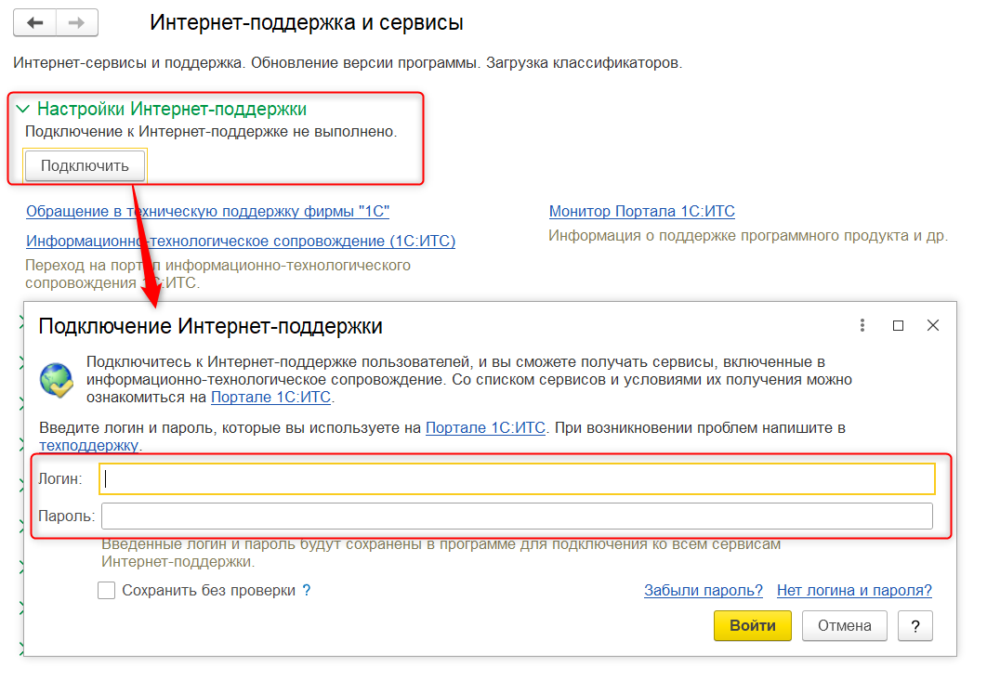 Интернет-поддержка и сервисы
Интернет-сервисы и поддержка. Обновление версии программы. Загрузка классификаторов.
Настройки Интернет-поддержки
Подключение к Интернет-поддержке не выполнено.
Подключить
Обращение в техническую поддержку фирмы "1С"
Монитор Портала 1С:ИТС
Информация о поддержке программного продукта и др.
Информационно-технологическое сопровождение (1С:ИТС)
Переход на портал информационно-технологического
сопровождения 1С:ИТС.
Подключение Интернет-поддержки
Подключитесь к Интернет-поддержке пользователей, и вы сможете получать сервисы, включенные в
информационно-технологическое сопровождение. Со списком сервисов и условиями их получения можно
ознакомиться на Портале 1С:ИТС.
Введите логин и пароль, которые вы используете на Портале 1С:ИТС. При возникновении проблем напишите в
техподдержку.
Логин:
Пароль:
Введенные логин и пароль будут сохранены в программе для подключения ко всем сервисам
Интернет-поддержки.
Сохранить без проверки ?
Забыли пароль? Нет логина и пароля?
Войти Отмена ?